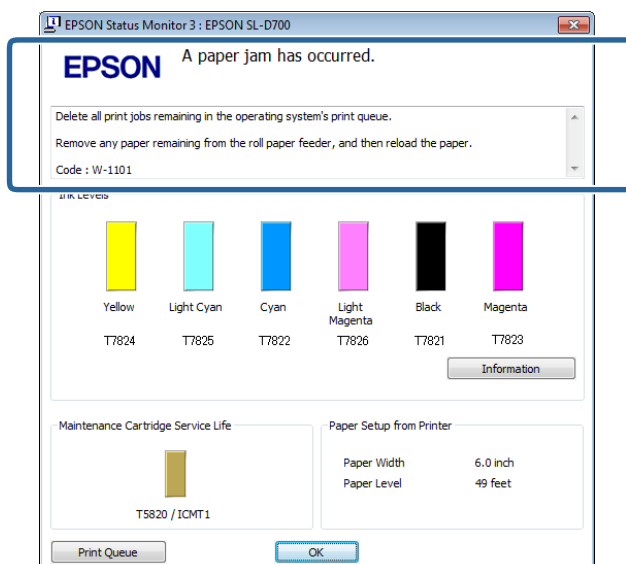 EPSON Status Monitor 3 : EPSON SL-D700
EPSON
A paper jam has occurred.
Delete all print jobs remaining in the operating system's print queue.
Remove any paper remaining from the roll paper feeder, and then reload the paper.
Code : W-1101
Ink Levels
Yellow Light Cyan Cyan Light Magenta Black Magenta
T7824 T7825 T7822 T7826 T7821 T7823
Information
Maintenance Cartridge Service Life
T5820 / ICMT1
Paper Setup from Printer
Paper Width 6.0 inch
Paper Level 49 feet
Print Queue OK